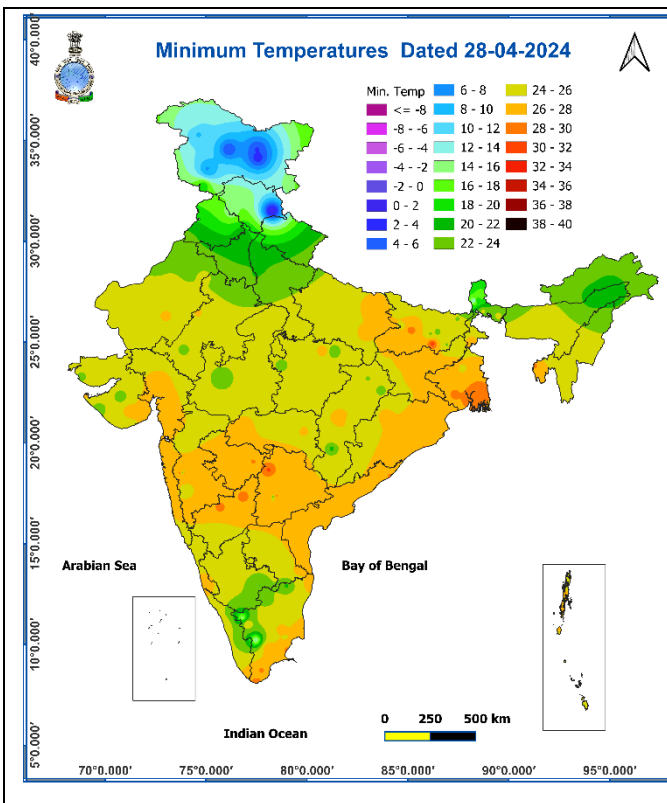 Minimum Temperatures Dated 28-04-2024
Min. Temp
<= -8
-8 - -6
-6 - -4
-4 - -2
-2 - 0
0 - 2
2 - 4
4 - 6
6 - 8
8 - 10
10 - 12
12 - 14
14 - 16
16 - 18
18 - 20
20 - 22
22 - 24
24 - 26
26 - 28
28 - 30
30 - 32
32 - 34
34 - 36
36 - 38
38 - 40
40°0.000'
35°0.000'
30°0.000'
25°0.000'
20°0.000'
15°0.000'
10°0.000'
5°0.000'
Arabian Sea
Bay of Bengal
Indian Ocean
0 250 500 km
70°0.000' 75°0.000' 80°0.000' 85°0.000' 90°0.000' 95°0.000'